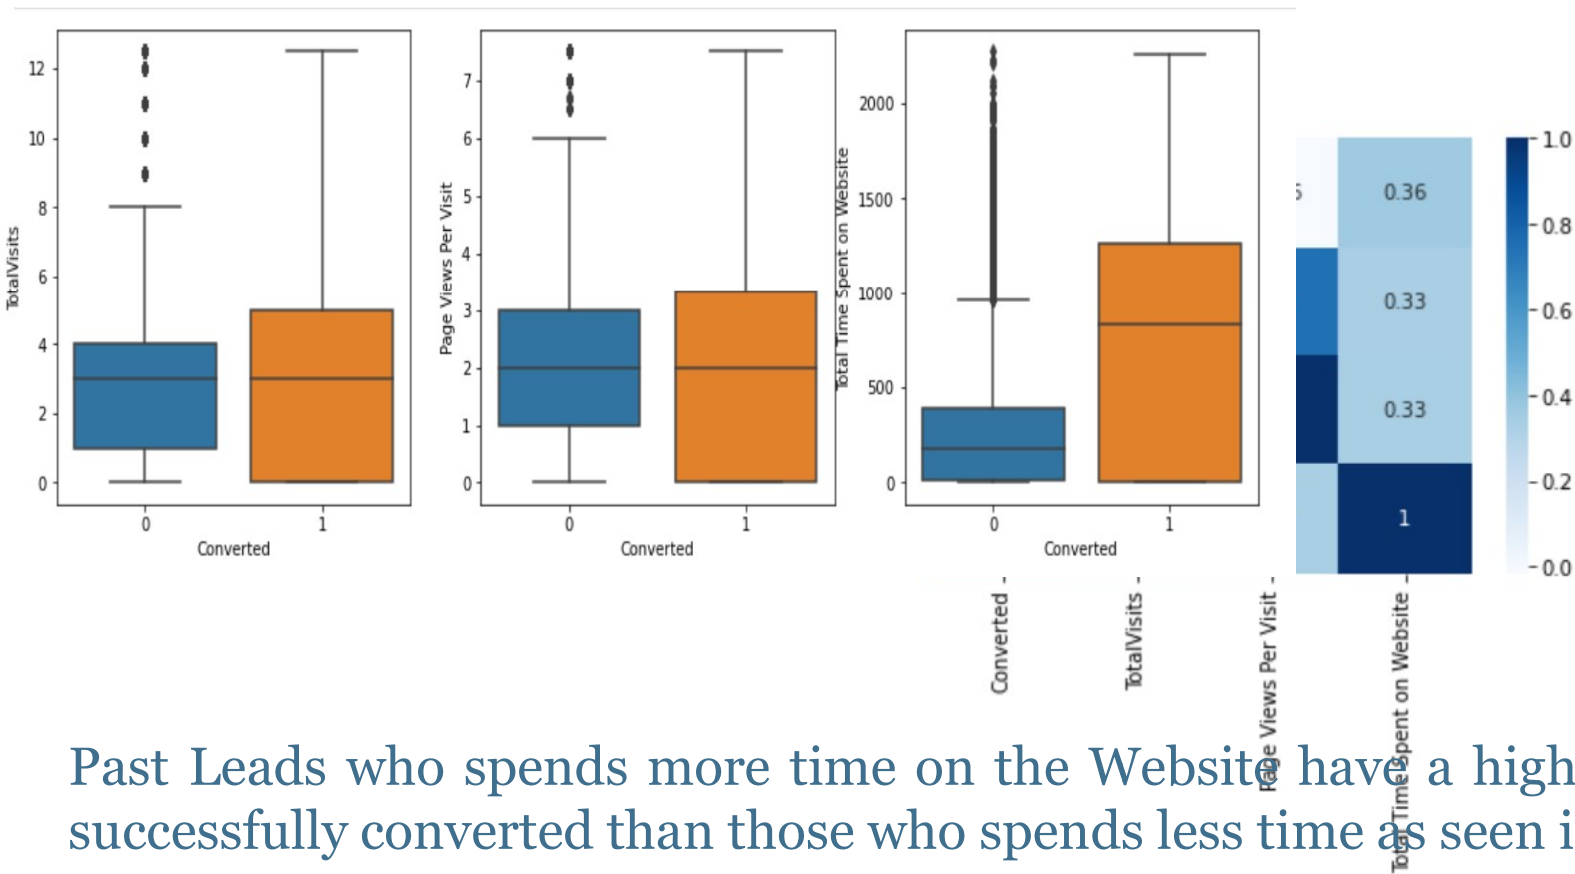 TotalVisits
12
10
8
6
4
2
0
0 1
Converted
Page Views Per Visit
7
6
5
4
3
2
1
0
0 1
Converted
Total Time Spent on Website
2000
1500
1000
500
0
0 1
Converted
0.36
0.33
0.33
1
1.0
0.8
0.6
0.4
0.2
0.0
Converted
TotalVisits
Page Views Per Visit
Total Time Spent on Website
Past Leads who spends more time on the Website have a high
successfully converted than those who spends less time as seen